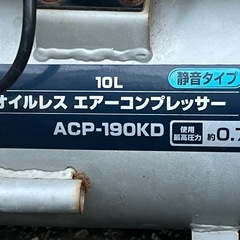 10L
静音タイプ
オイルレス エアーコンプレッサー
ACP-190KD
使用
最高圧力
約0.7